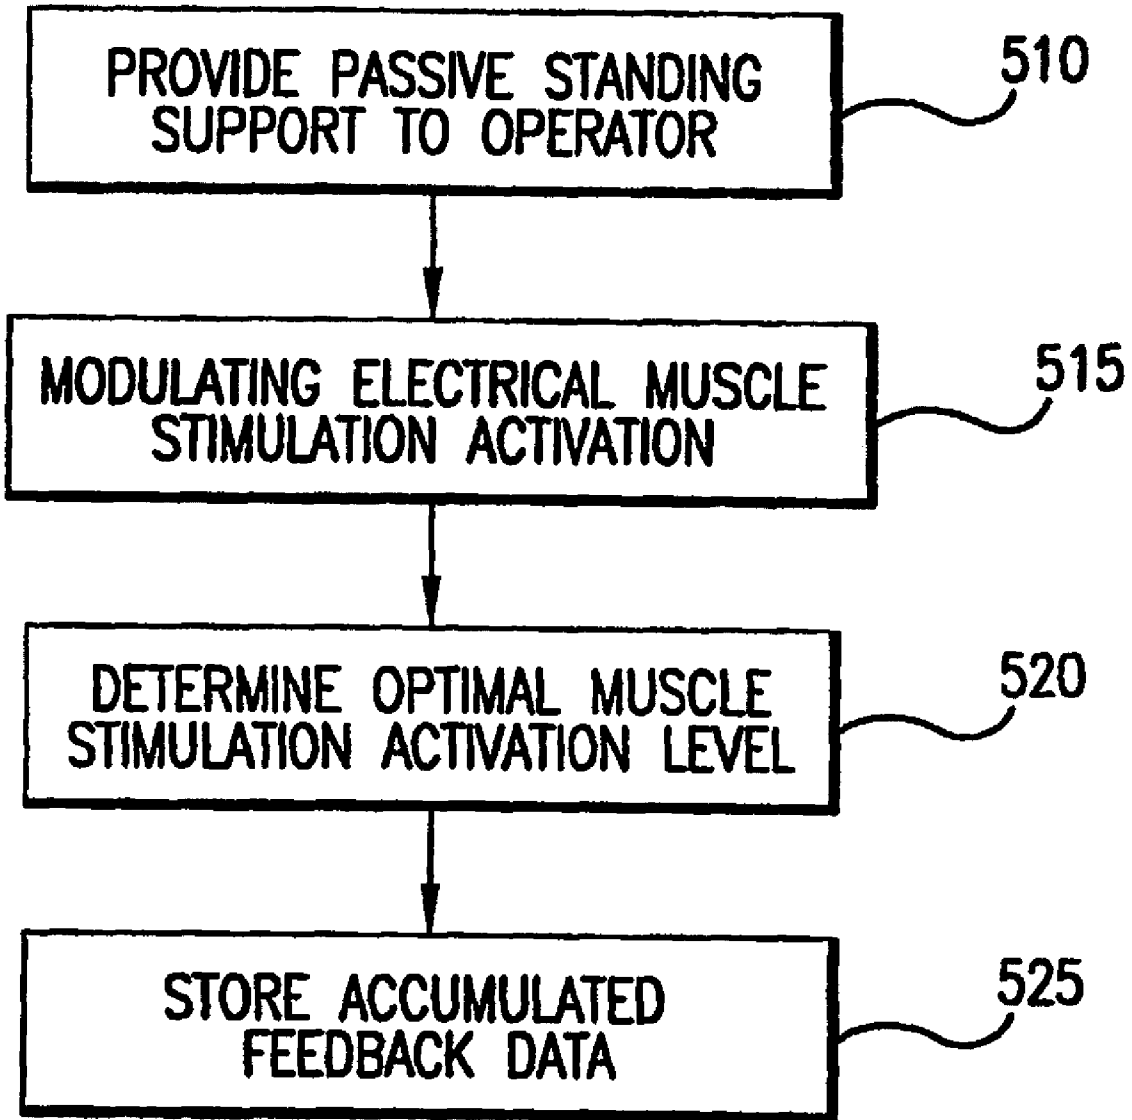 PROVIDE PASSIVE STANDING
SUPPORT TO OPERATOR
510
MODULATING ELECTRICAL MUSCLE
STIMULATION ACTIVATION
515
DETERMINE OPTIMAL MUSCLE
STIMULATION ACTIVATION LEVEL
520
STORE ACCUMULATED
FEEDBACK DATA
525